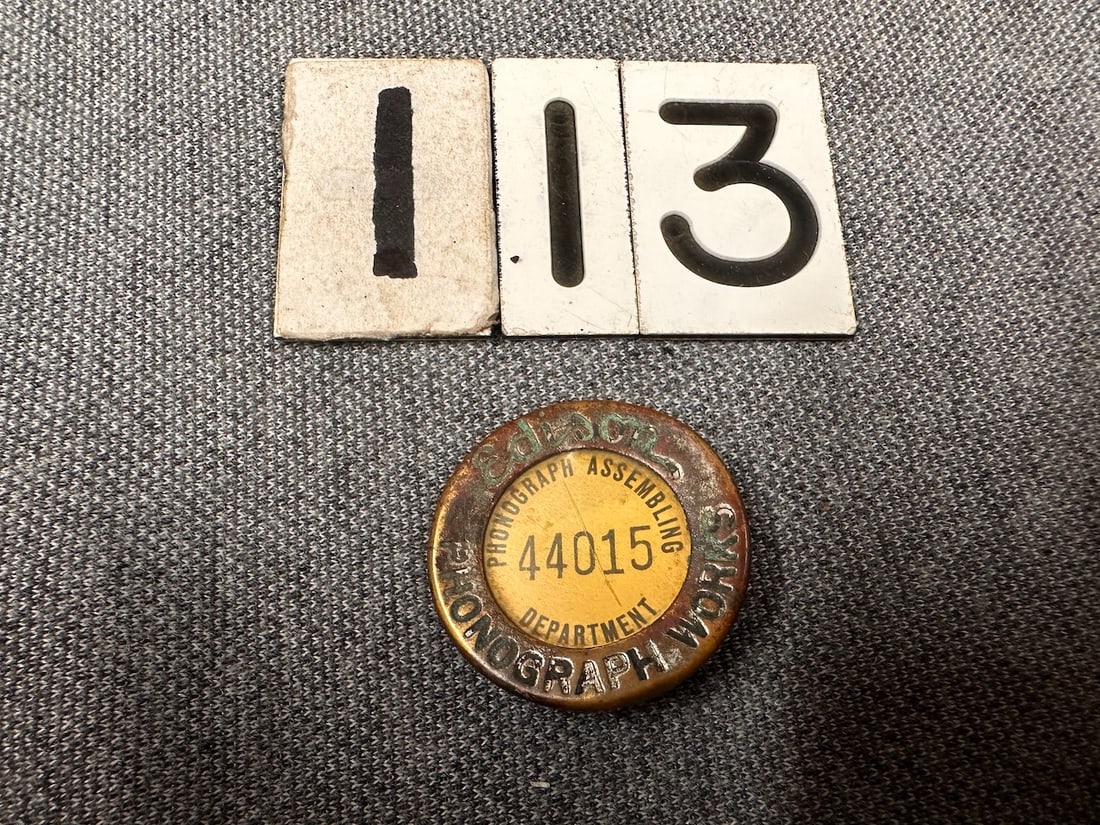 113
Edison
PHONOGRAPH ASSEMBLING
44015
DEPARTMENT
PHONOGRAPH WORKS